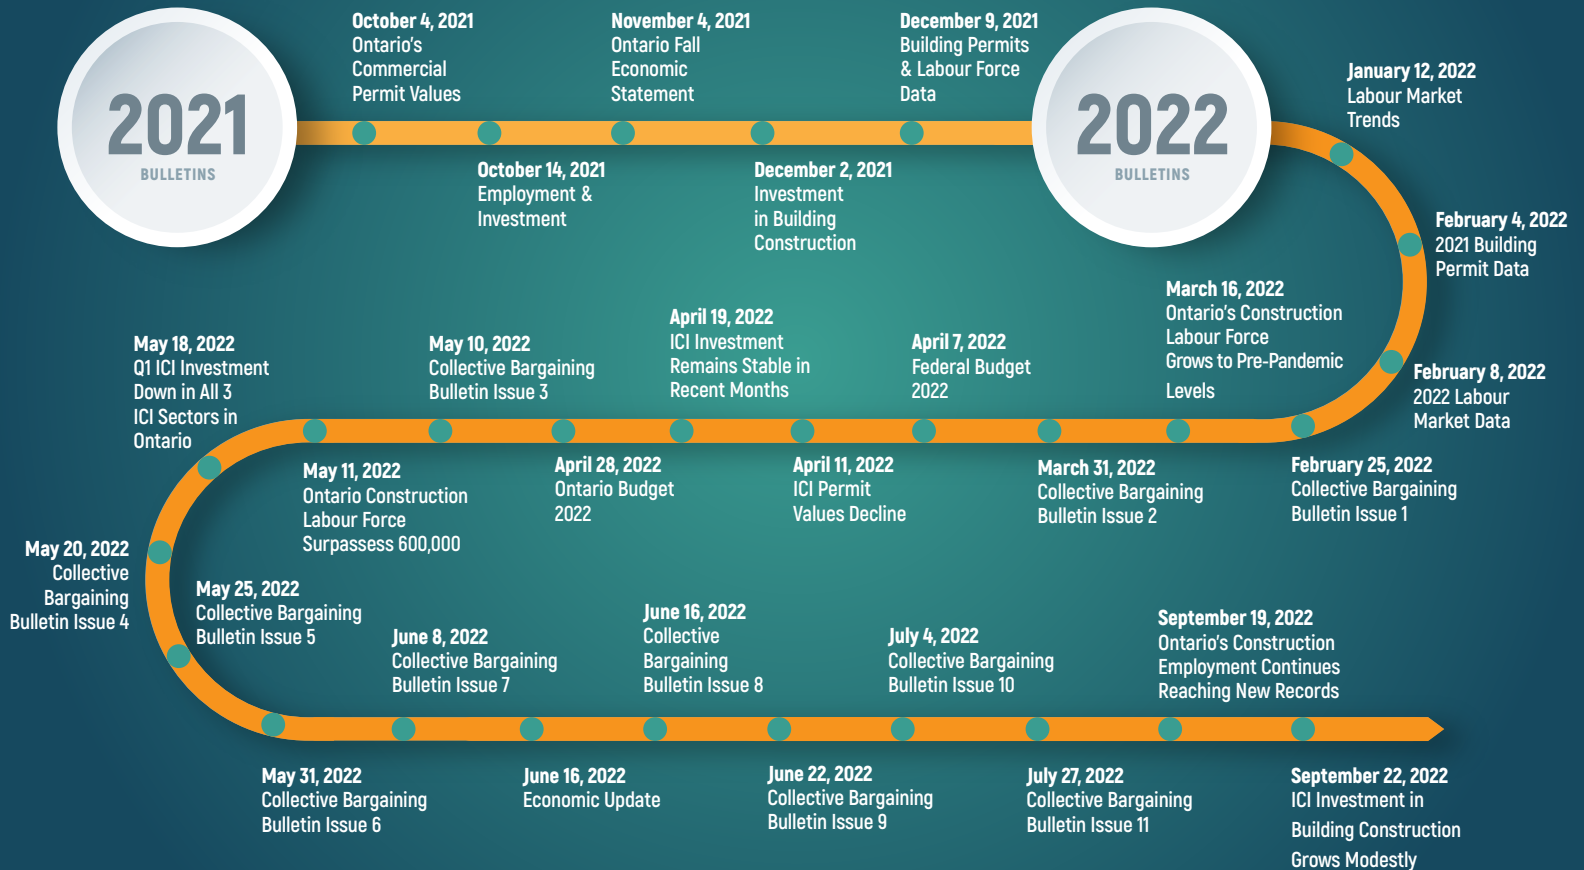 2021
BULLETINS
October 4, 2021
Ontario's
Commercial
Permit Values
October 14, 2021
Employment &
Investment
November 4, 2021
Ontario Fall
Economic
Statement
December 2, 2021
Investment
in Building
Construction
December 9, 2021
Building Permits
& Labour Force
Data
2022
BULLETINS
January 12, 2022
Labour Market
Trends
February 4, 2022
2021 Building
Permit Data
February 8, 2022
2022 Labour
Market Data
February 25, 2022
Collective Bargaining
Bulletin Issue 1
March 16, 2022
Ontario's Construction
Labour Force
Grows to Pre-Pandemic
Levels
March 31, 2022
Collective Bargaining
Bulletin Issue 2
April 7, 2022
Federal Budget
2022
April 11, 2022
ICI Permit
Values Decline
April 19, 2022
ICI Investment
Remains Stable in
Recent Months
April 28, 2022
Ontario Budget
2022
May 10, 2022
Collective Bargaining
Bulletin Issue 3
May 11, 2022
Ontario Construction
Labour Force
Surpassess 600,000
May 18, 2022
Q1 ICI Investment
Down in All 3
ICI Sectors in
Ontario
May 20, 2022
Collective
Bargaining
Bulletin Issue 4
May 25, 2022
Collective Bargaining
Bulletin Issue 5
May 31, 2022
Collective Bargaining
Bulletin Issue 6
June 8, 2022
Collective Bargaining
Bulletin Issue 7
June 16, 2022
Economic Update
June 16, 2022
Collective
Bargaining
Bulletin Issue 8
June 22, 2022
Collective Bargaining
Bulletin Issue 9
July 4, 2022
Collective Bargaining
Bulletin Issue 10
July 27, 2022
Collective Bargaining
Bulletin Issue 11
September 19, 2022
Ontario's Construction
Employment Continues
Reaching New Records
September 22, 2022
ICI Investment in
Building Construction
Grows Modestly